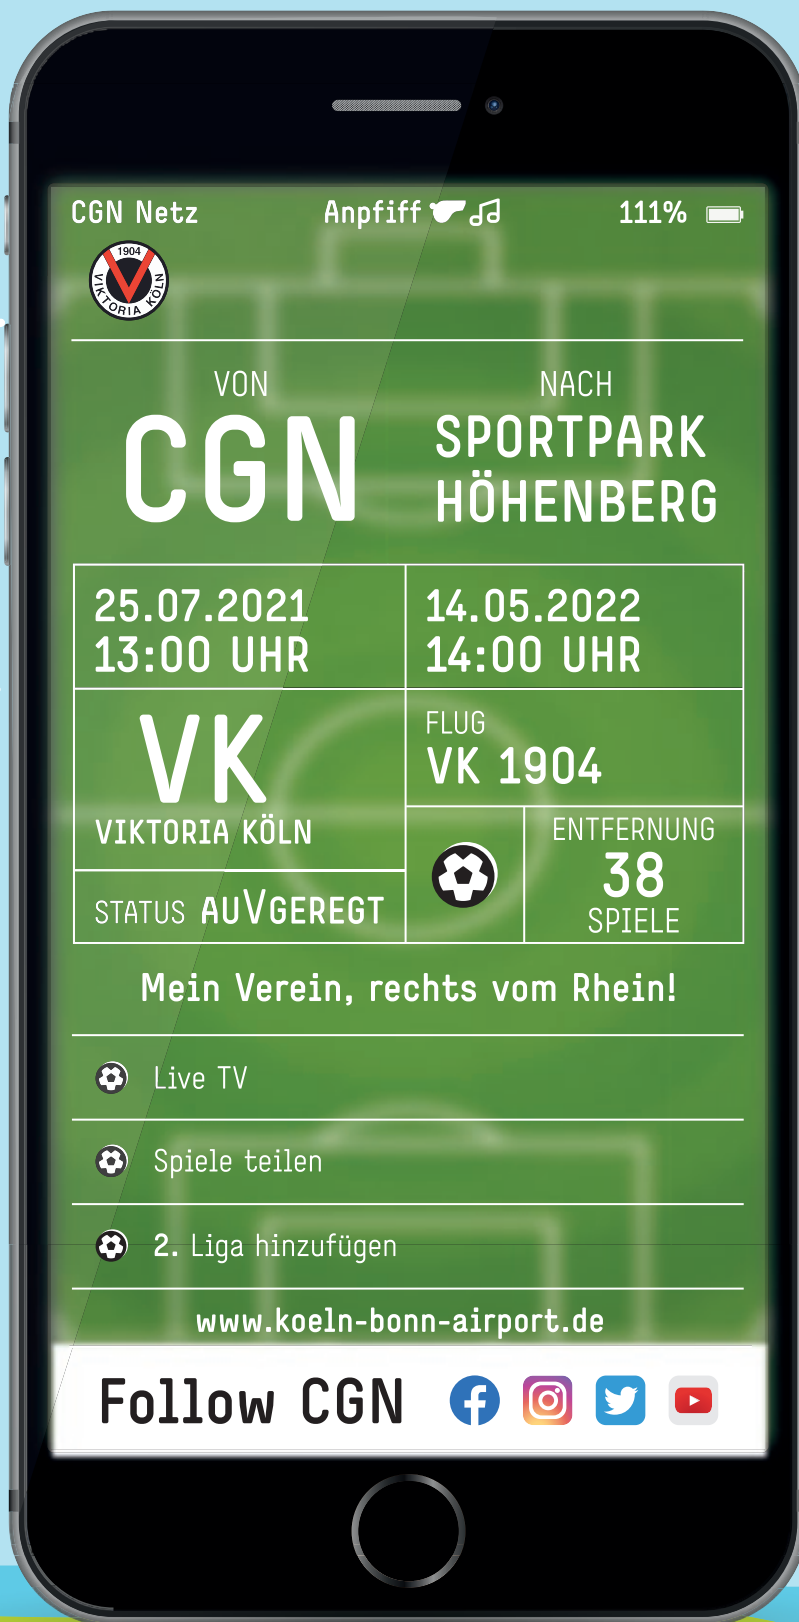 CGN Netz
Anpfiff
111%
1904
VIKTORIA KÖLN
VON
CGN
NACH
SPORTPARK
HÖHENBERG
25.07.2021
13:00 UHR
14.05.2022
14:00 UHR
VK
VIKTORIA KÖLN
FLUG
VK 1904
STATUS AUVGEREGT
ENTFERNUNG
38
SPIELE
Mein Verein, rechts vom Rhein!
Live TV
Spiele teilen
2. Liga hinzufügen
www.koeln-bonn-airport.de
Follow CGN